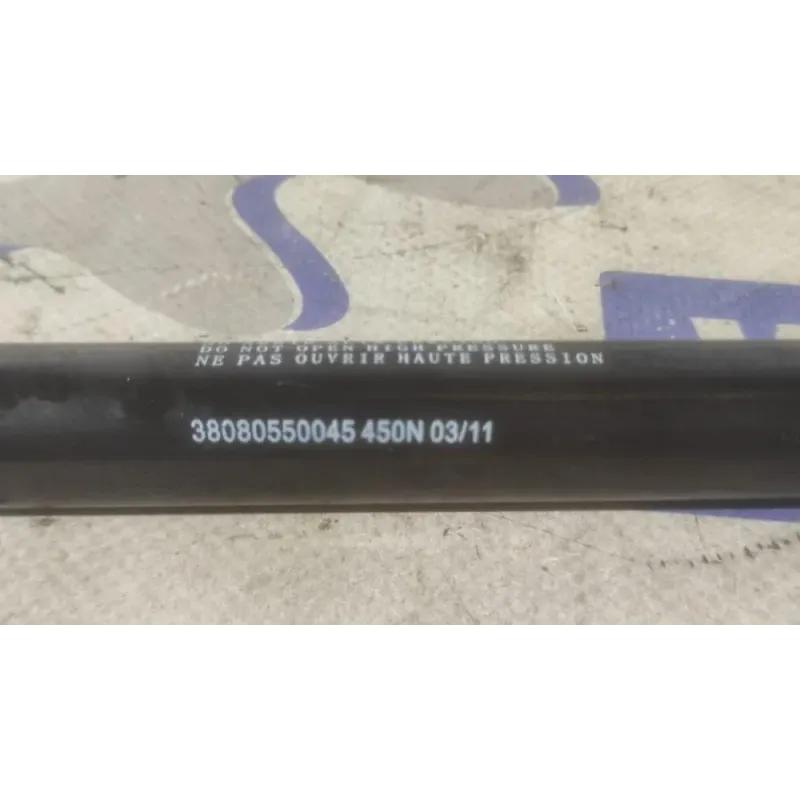 DO NOT OPEN HIGH PRESSURE
NE PAS OUVRIR HAUTE PRESSION
38080550045 450N 03/11